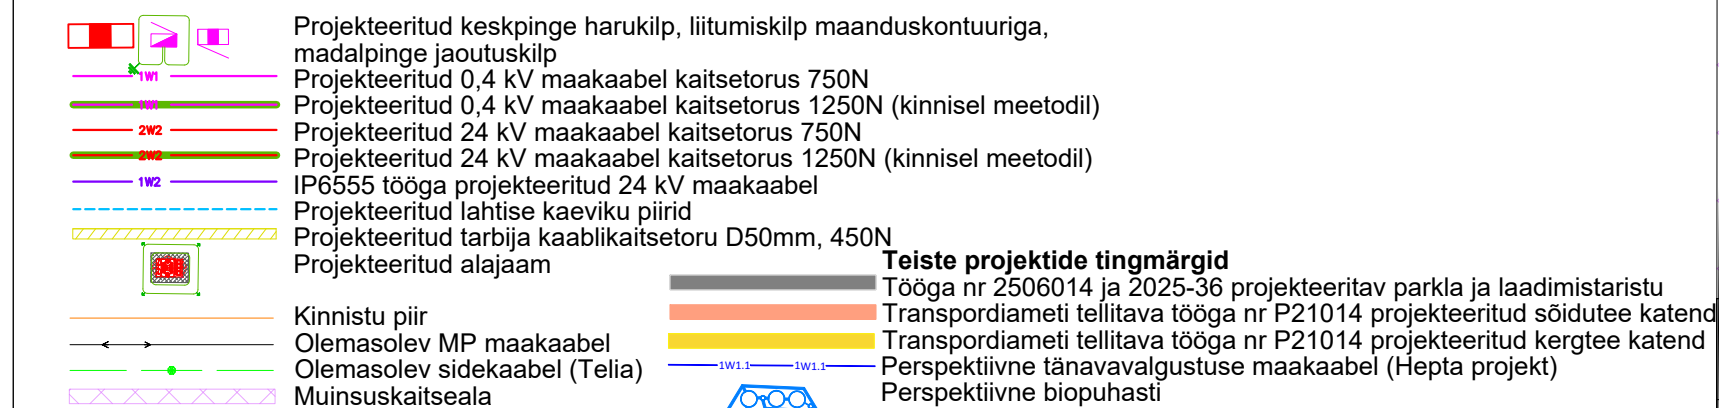 Projekteeritud keskpinge harukilp, liitumiskilp maanduskontuuriga,
madalpinge jaoutuskilp
1W1 Projekteeritud 0,4 kV maakaabel kaitsetorus 750N
1W1 Projekteeritud 0,4 kV maakaabel kaitsetorus 1250N (kinnisel meetodil)
2W2 Projekteeritud 24 kV maakaabel kaitsetorus 750N
2W2 Projekteeritud 24 kV maakaabel kaitsetorus 1250N (kinnisel meetodil)
1W2 IP6555 tööga projekteeritud 24 kV maakaabel
Projekteeritud lahtise kaeviku piirid
Projekteeritud tarbija kaablikaitsetoru D50mm, 450N
Projekteeritud alajaam
Kinnistu piir
Olemasolev MP maakaabel
Olemasolev sidekaabel (Telia)
Muinsuskaitseala
Teiste projektide tingmärgid
Tööga nr 2506014 ja 2025-36 projekteeritav parkla ja laadimistaristu
Transpordiameti tellitava tööga nr P21014 projekteeritud sõidutee katend
Transpordiameti tellitava tööga nr P21014 projekteeritud kergtee katend
1W1.1 1W1.1 Perspektiivne tänavavalgustuse maakaabel (Hepta projekt)
Perspektiivne biopuhasti